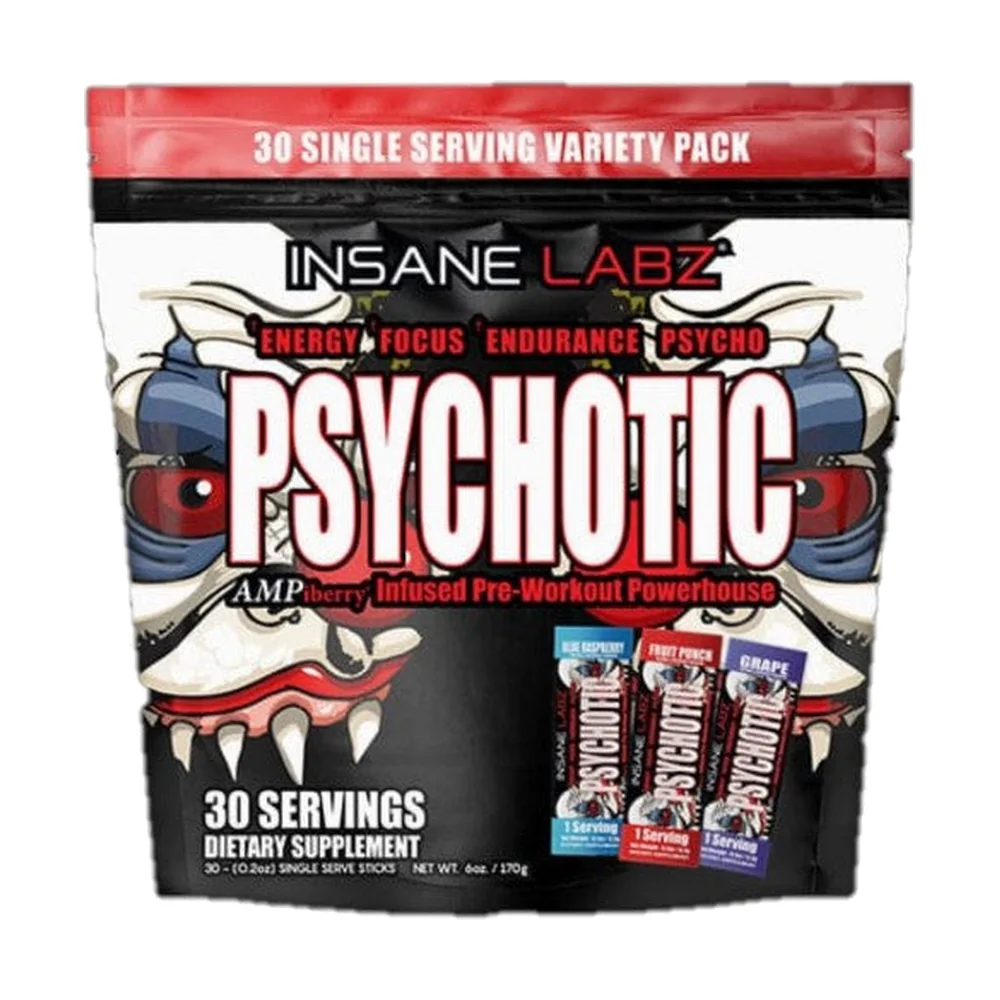 30 SINGLE SERVING VARIETY PACK
INSANE LABZ
ENERGY FOCUS ENDURANCE PSYCHO
PSYCHOTIC
AMPiberry Infused Pre-Workout Powerhouse
BLUE RASPBERRY
FRUIT PUNCH
GRAPE
INSANE LABZ
PSYCHOTIC
INSANE LABZ
PSYCHOTIC
INSANE LABZ
PSYCHOTIC
1 Serving
1 Serving
1 Serving
30 SERVINGS
DIETARY SUPPLEMENT
30 - (0.2oz) SINGLE SERVE STICKS NET WT. 6oz. / 170g